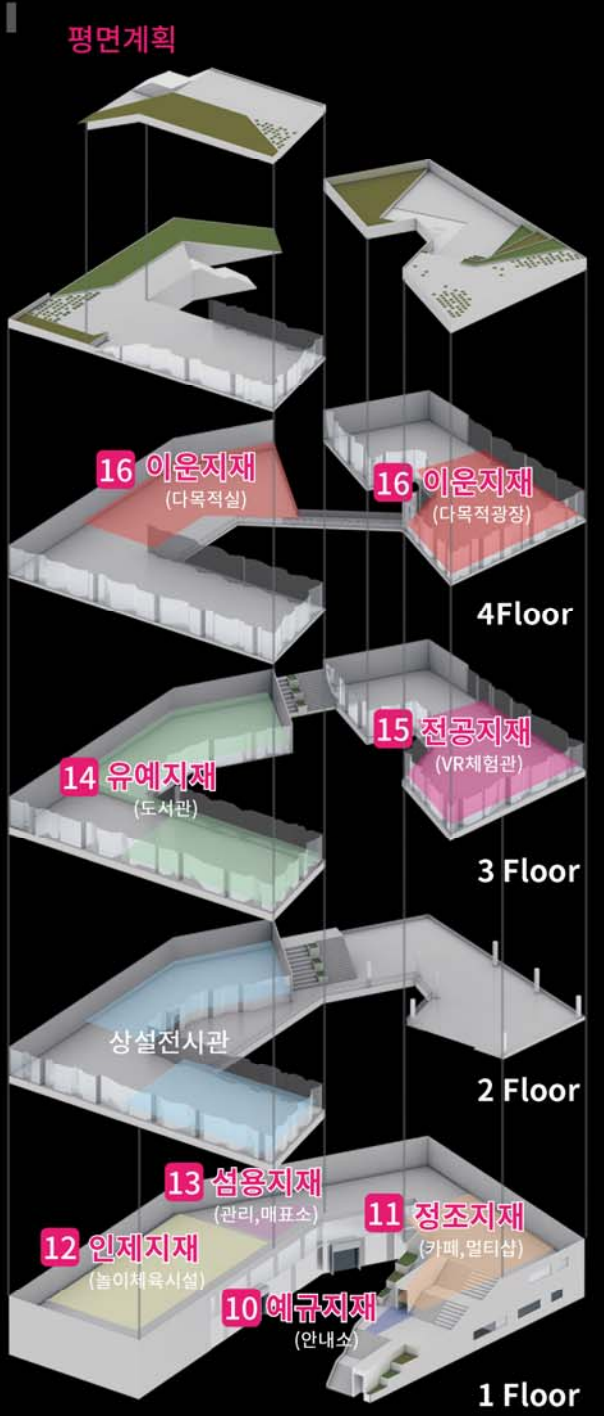 평면계획
16 이운지재
(다목적실)
16 이운지재
(다목적광장)
4Floor
15 전공지재
(VR체험관)
14 유예지재
(도서관)
3 Floor
상설전시관
2 Floor
13 섬용지재
(관리,매표소)
11 정조지재
(카페,멀티샵)
12 인제지재
(놀이체육시설)
10 예규지재
(안내소)
1 Floor